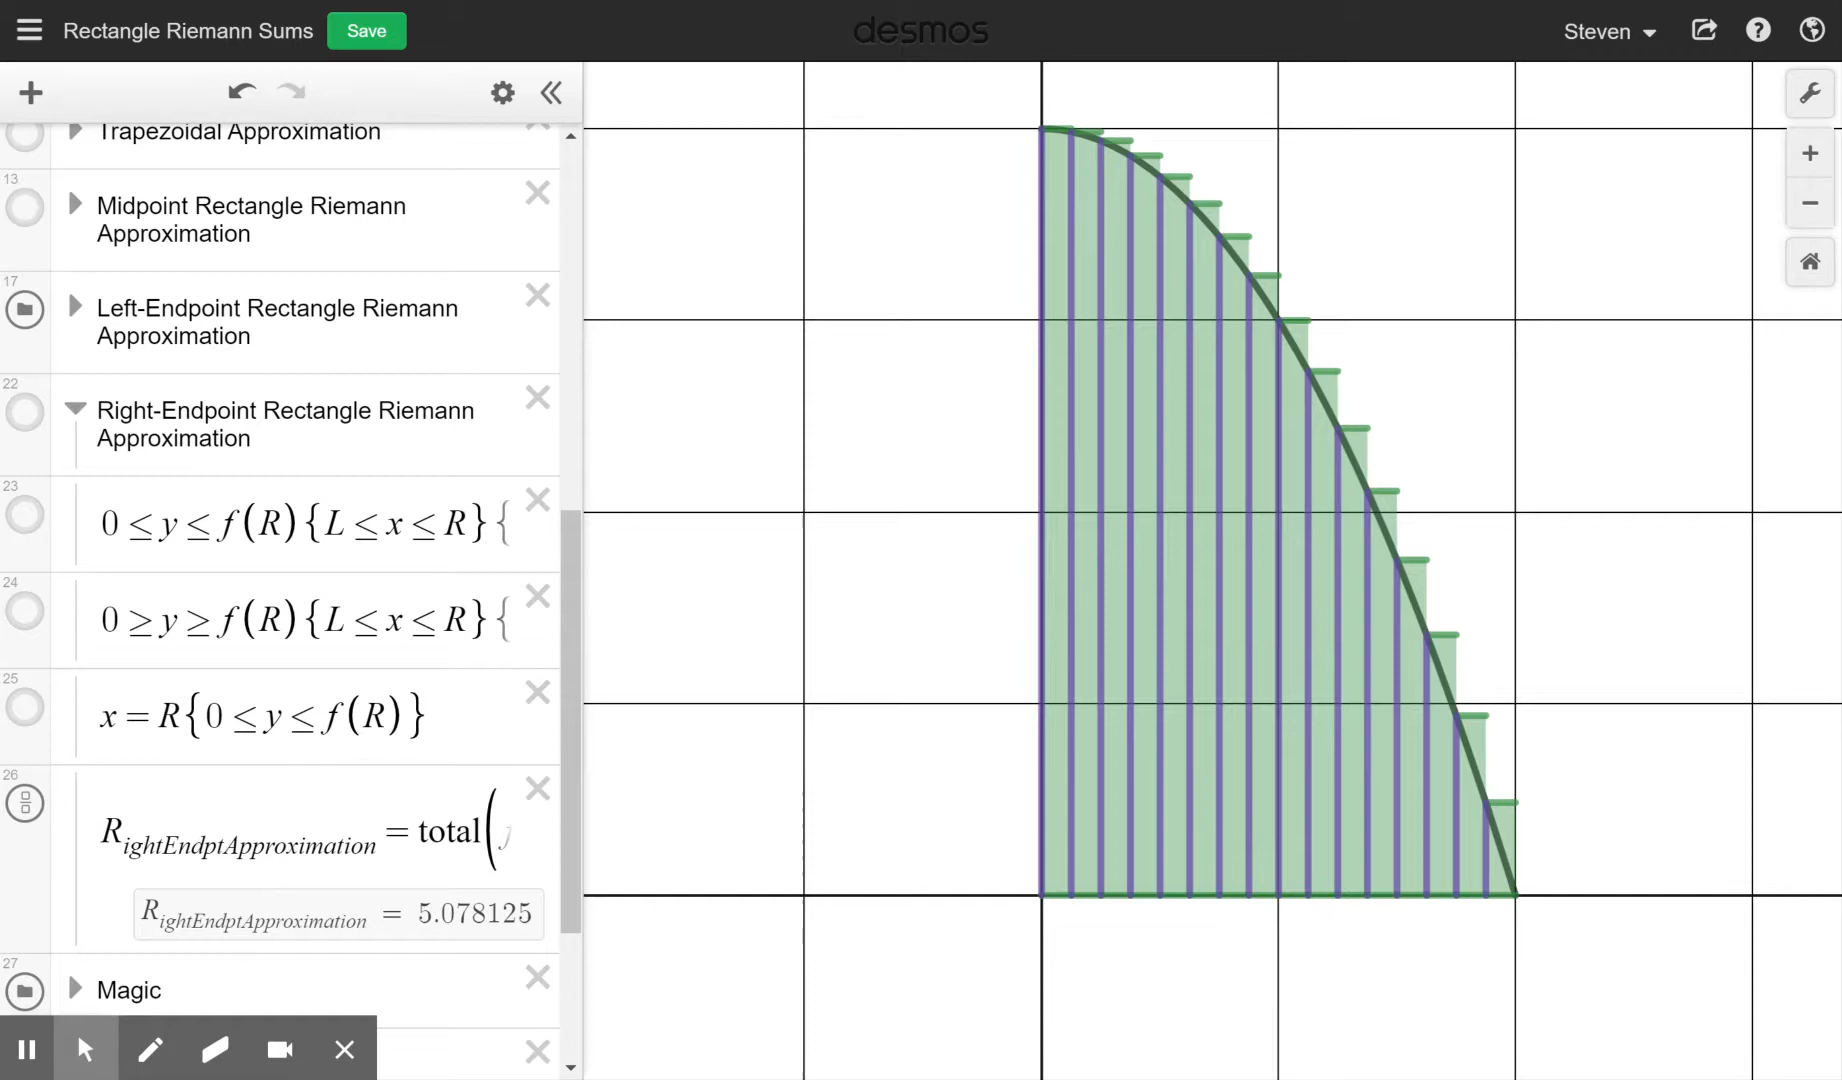 Rectangle Riemann Sums
Save
desmos
Steven
Trapezoidal Approximation
13
Midpoint Rectangle Riemann
Approximation
17
Left-Endpoint Rectangle Riemann
Approximation
22
Right-Endpoint Rectangle Riemann
Approximation
23
0 ≤ y ≤ f(R){L ≤ x ≤ R}{
24
0 ≥ y ≥ f(R){L ≤ x ≤ R}{
25
x = R{0 ≤ y ≤ f(R)}
26
R_ightEndptApproximation = total(
R_ightEndptApproximation = 5.078125
27
Magic